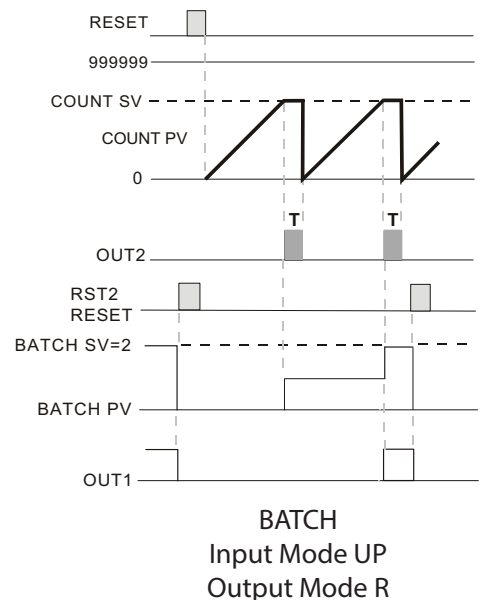 RESET
999999
COUNT SV
COUNT PV
0
T T
OUT2
RST2
RESET
BATCH SV=2
BATCH PV
OUT1
BATCH
Input Mode UP
Output Mode R